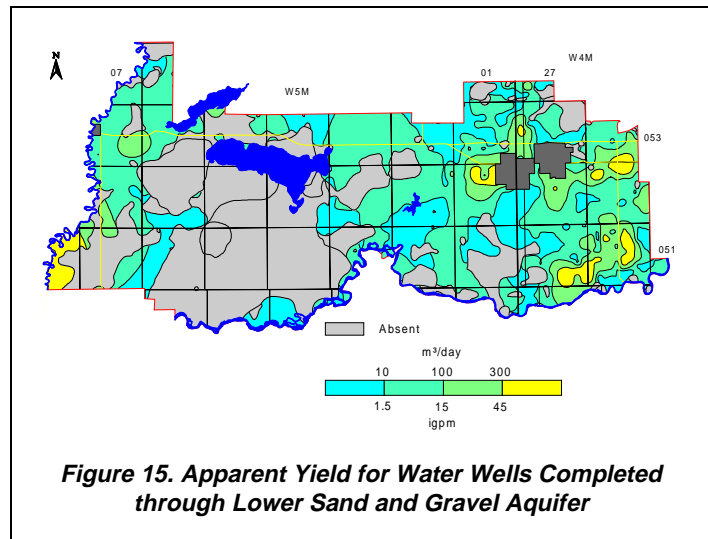 N
07
W5M
01
27
W4M
053
051
Absent
m³/day
10 100 300
1.5 15 45
igpm
Figure 15. Apparent Yield for Water Wells Completed
through Lower Sand and Gravel Aquifer